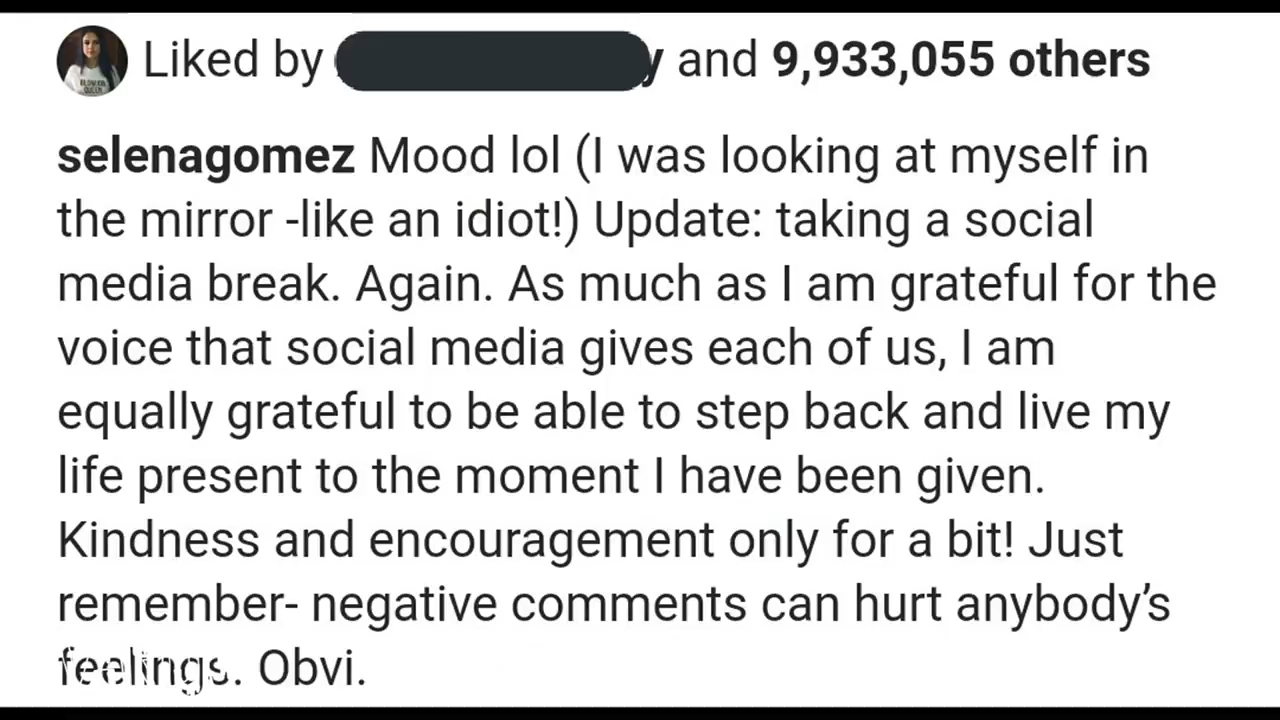 Liked by y and 9,933,055 others
selenagomez Mood lol (I was looking at myself in
the mirror -like an idiot!) Update: taking a social
media break. Again. As much as I am grateful for the
voice that social media gives each of us, I am
equally grateful to be able to step back and live my
life present to the moment I have been given.
Kindness and encouragement only for a bit! Just
remember- negative comments can hurt anybody’s
feelings. Obvi.